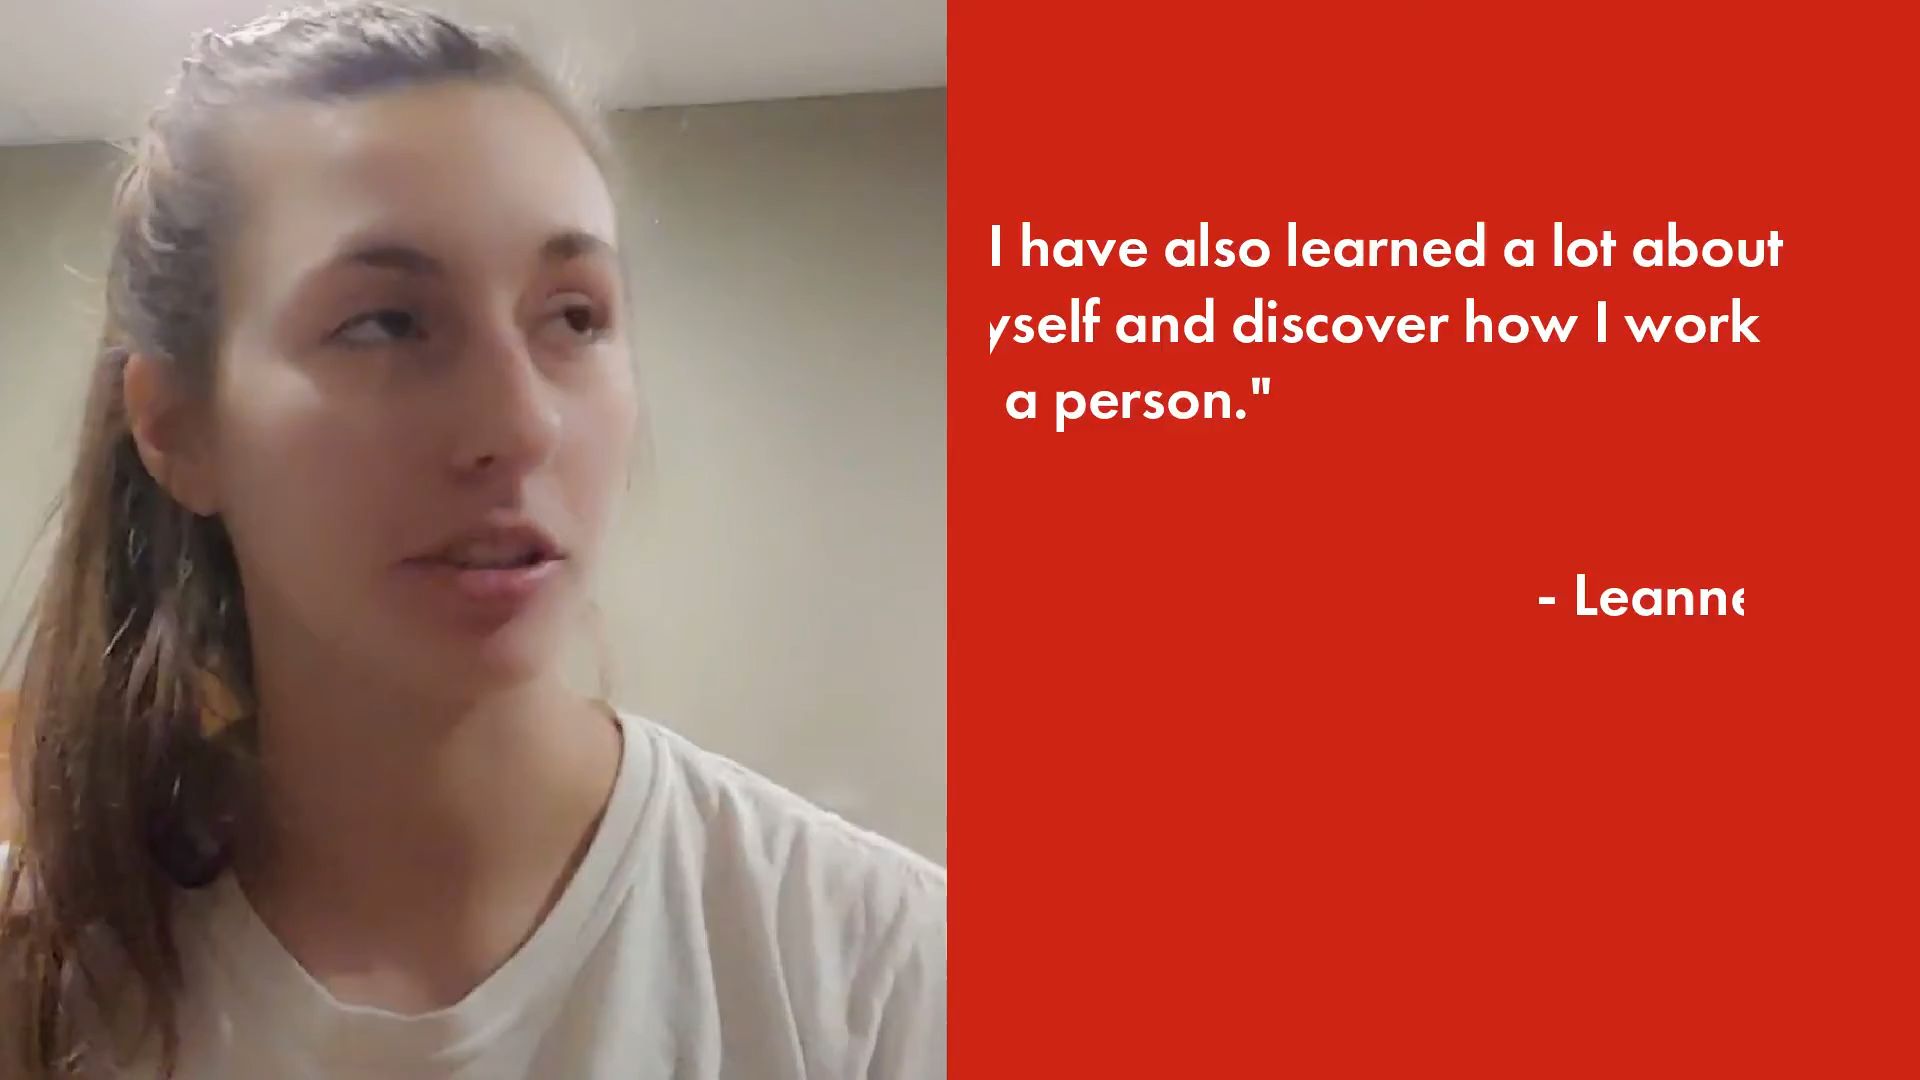 I have also learned a lot about
yself and discover how I work
a person."
- Leanne